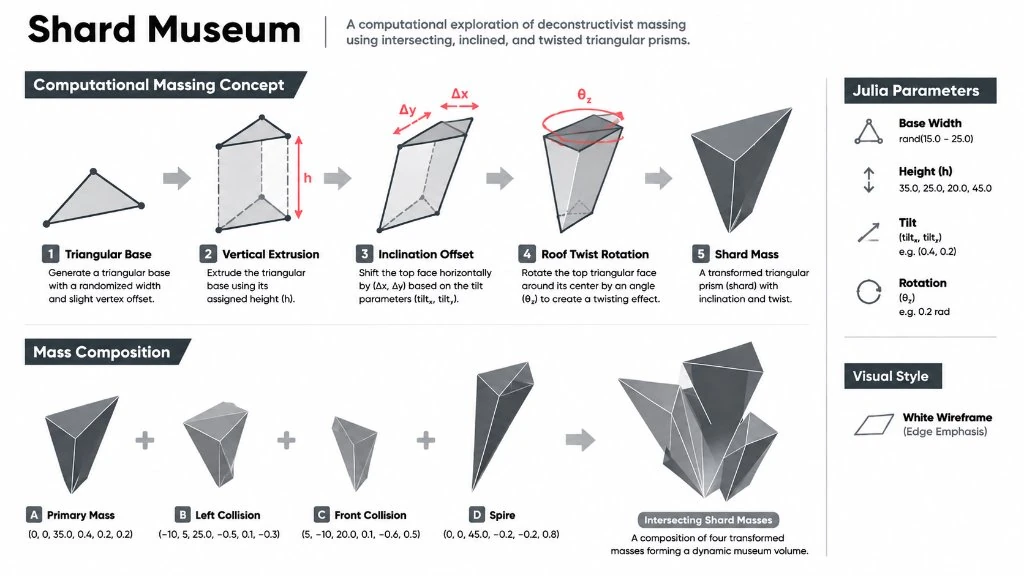 Shard Museum
A computational exploration of deconstructivist massing
using intersecting, inclined, and twisted triangular prisms.
Computational Massing Concept
h
Δy
Δx
θz
1 Triangular Base
Generate a triangular base
with a randomized width
and slight vertex offset.
2 Vertical Extrusion
Extrude the triangular
base using its
assigned height (h).
3 Inclination Offset
Shift the top face horizontally
by (Δx, Δy) based on the tilt
parameters (tiltₓ, tiltᵧ).
4 Roof Twist Rotation
Rotate the top triangular face
around its center by an angle
(θz) to create a twisting effect.
5 Shard Mass
A transformed triangular
prism (shard) with
inclination and twist.
Mass Composition
A Primary Mass
(0, 0, 35.0, 0.4, 0.2, 0.2)
B Left Collision
(−10, 5, 25.0, −0.5, 0.1, −0.3)
C Front Collision
(5, −10, 20.0, 0.1, −0.6, 0.5)
D Spire
(0, 0, 45.0, −0.2, −0.2, 0.8)
Intersecting Shard Masses
A composition of four transformed
masses forming a dynamic museum volume.
Julia Parameters
Base Width
rand(15.0 – 25.0)
Height (h)
35.0, 25.0, 20.0, 45.0
Tilt
(tiltₓ, tilt₂)
e.g. (0.4, 0.2)
Rotation
(θz)
e.g. 0.2 rad
Visual Style
White Wireframe
(Edge Emphasis)